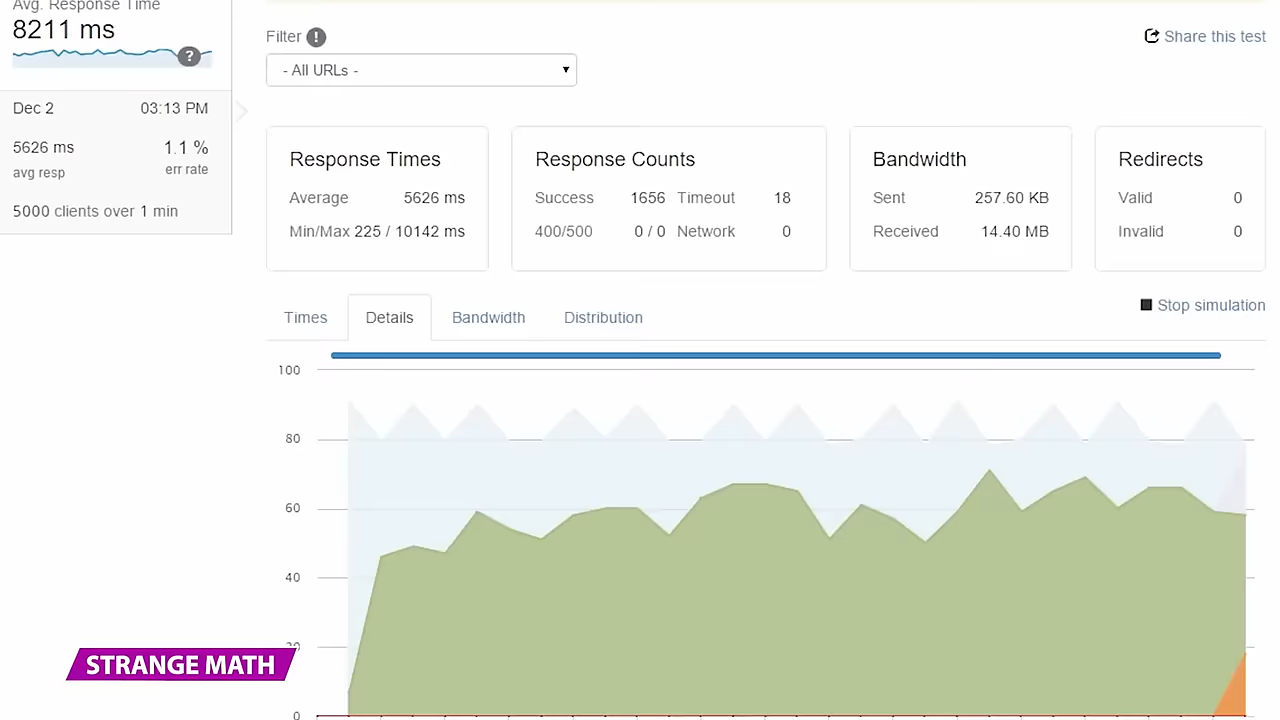 Avg. Response Time
8211 ms
?
Dec 2 03:13 PM
5626 ms 1.1 %
avg resp err rate
5000 clients over 1 min
Filter !
Share this test
- All URLs -
Response Times
Average 5626 ms
Min/Max 225 / 10142 ms
Response Counts
Success 1656 Timeout 18
400/500 0 / 0 Network 0
Bandwidth
Sent 257.60 KB
Received 14.40 MB
Redirects
Valid 0
Invalid 0
Times Details Bandwidth Distribution
Stop simulation
100
80
60
40
20
0
STRANGE MATH